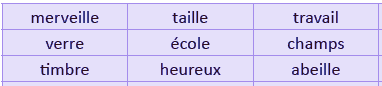 merveille taille travail
verre école champs
timbre heureux abeille